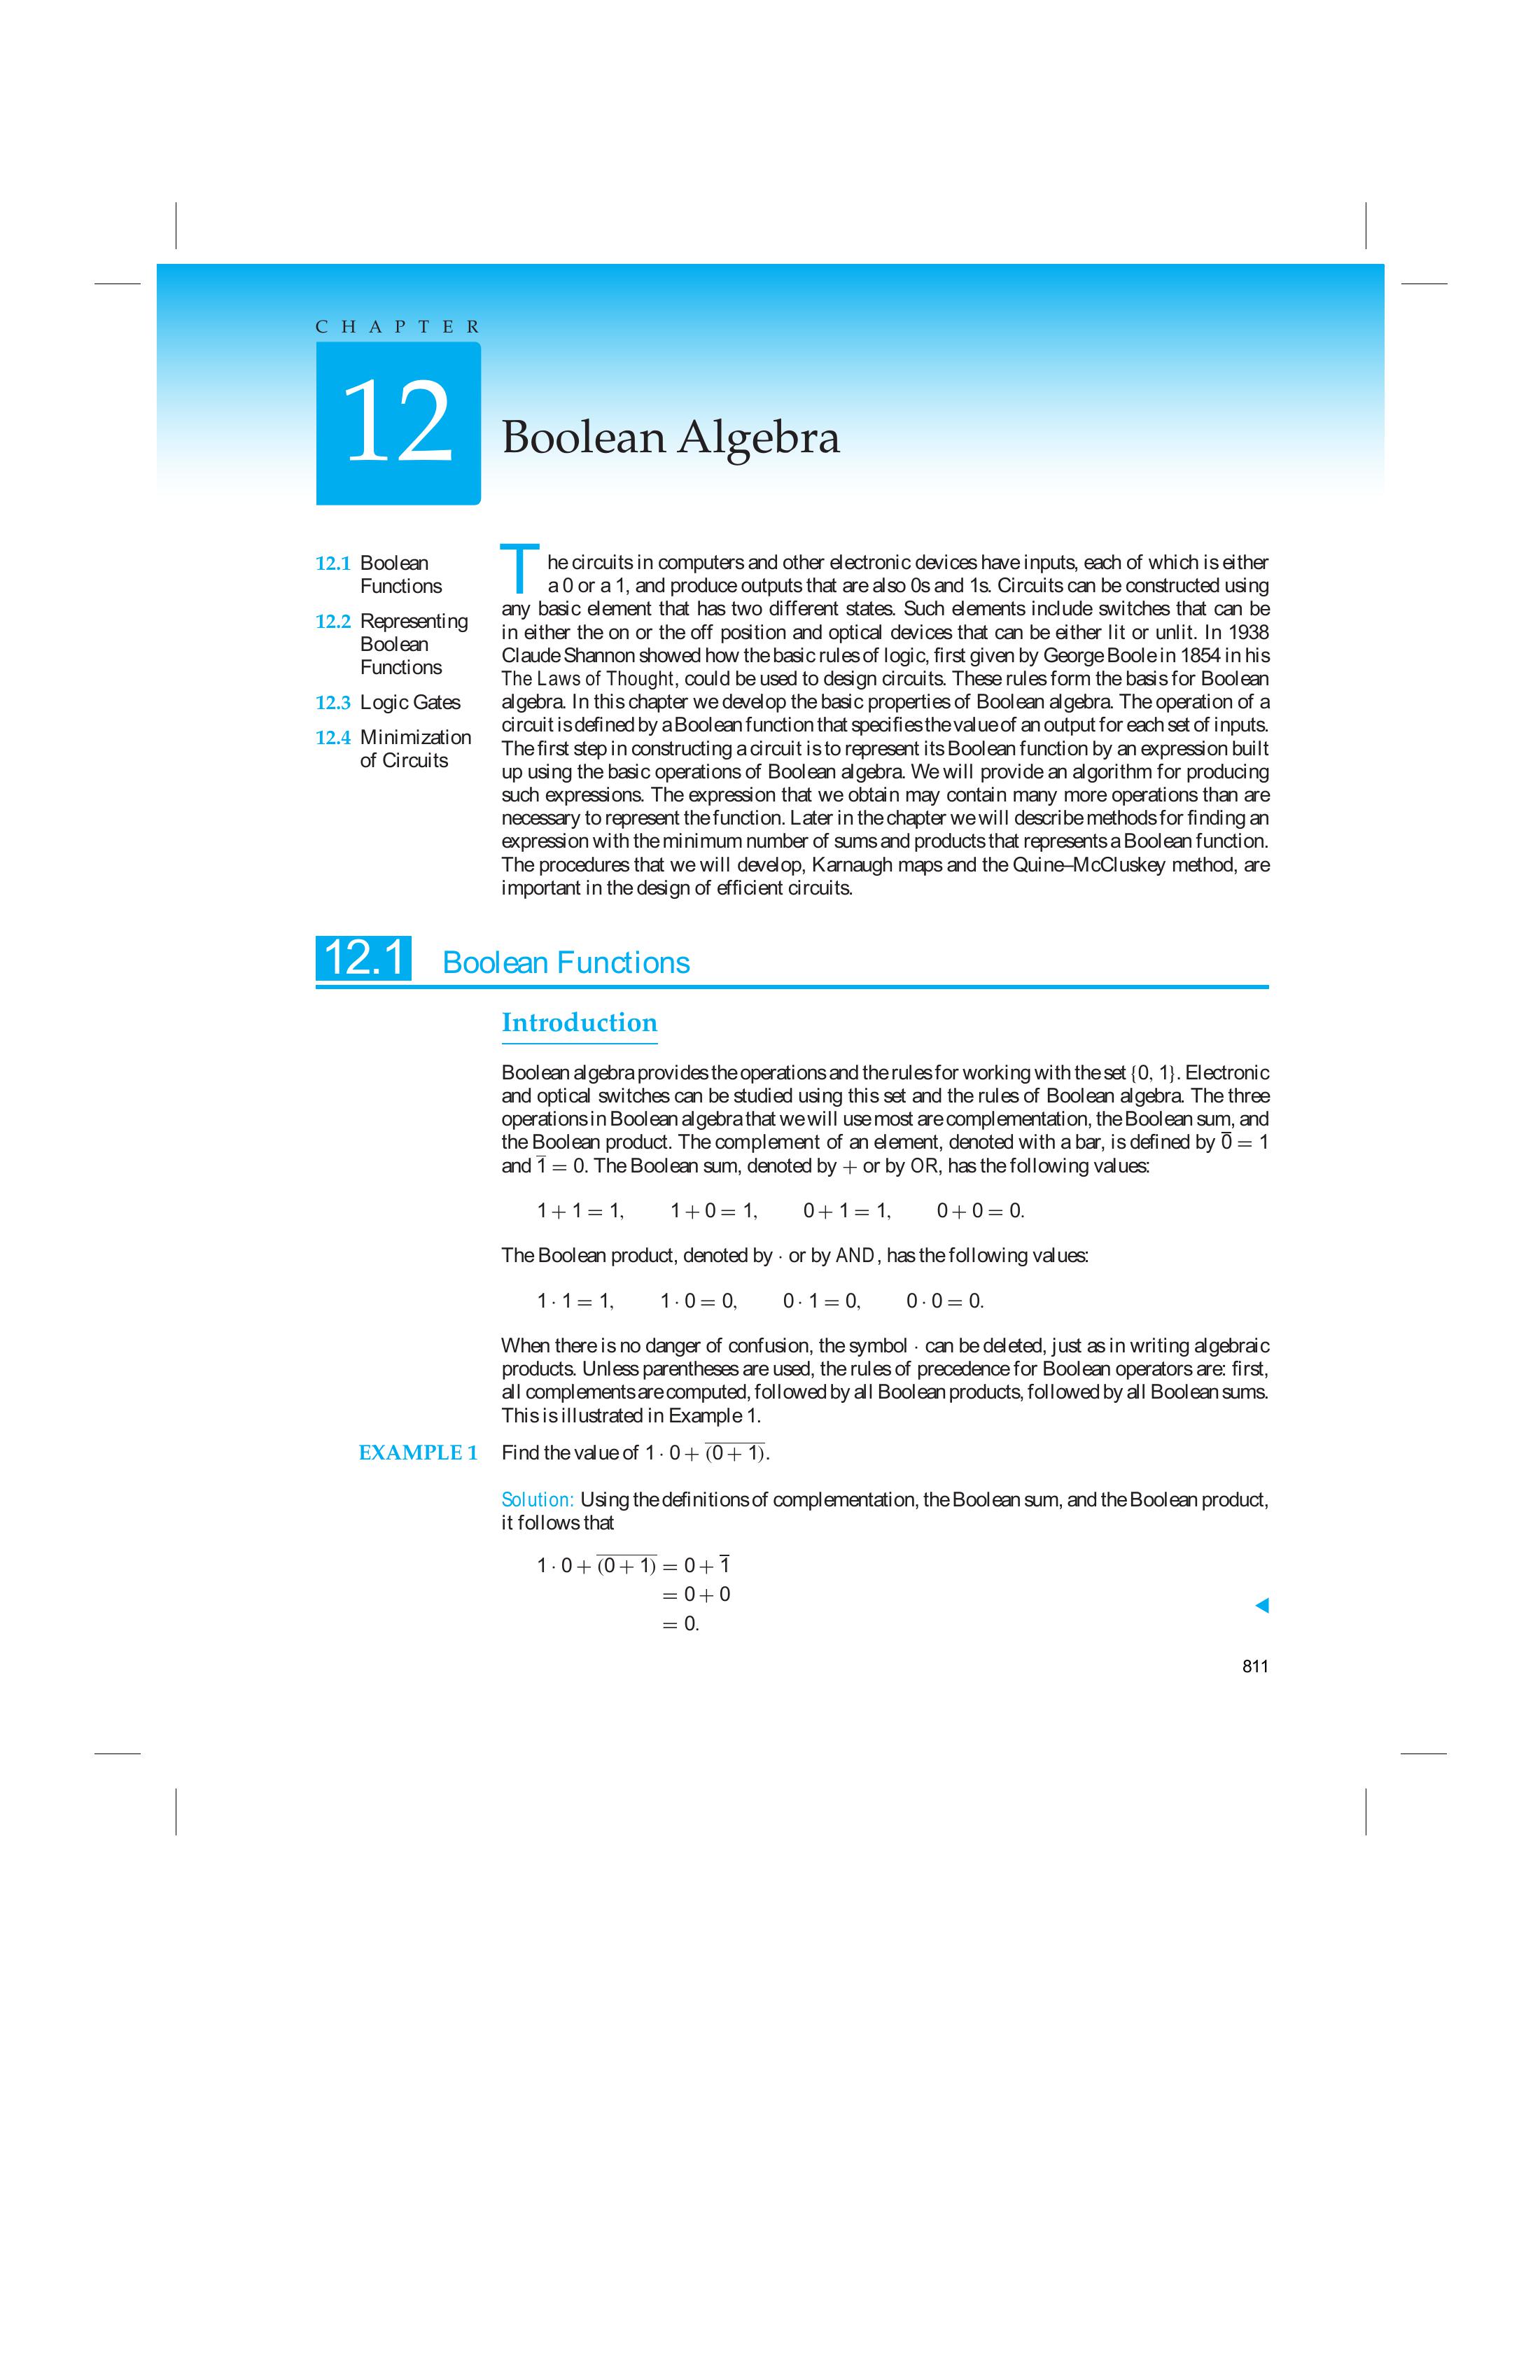 CHAPTER
12
Boolean Algebra
12.1 Boolean
Functions
12.2 Representing
Boolean
Functions
12.3 Logic Gates
12.4 Minimization
of Circuits
The circuits in computers and other electronic devices have inputs, each of which is either
a 0 or a 1, and produce outputs that are also 0s and 1s. Circuits can be constructed using
any basic element that has two different states. Such elements include switches that can be
in either the on or the off position and optical devices that can be either lit or unlit. In 1938
Claude Shannon showed how the basic rules of logic, first given by George Boole in 1854 in his
The Laws of Thought, could be used to design circuits. These rules form the basis for Boolean
algebra. In this chapter we develop the basic properties of Boolean algebra. The operation of a
circuit is defined by a Boolean function that specifies the value of an output for each set of inputs.
The first step in constructing a circuit is to represent its Boolean function by an expression built
up using the basic operations of Boolean algebra. We will provide an algorithm for producing
such expressions. The expression that we obtain may contain many more operations than are
necessary to represent the function. Later in the chapter we will describe methods for finding an
expression with the minimum number of sums and products that represents a Boolean function.
The procedures that we will develop, Karnaugh maps and the Quine–McCluskey method, are
important in the design of efficient circuits.
12.1 Boolean Functions
Introduction
Boolean algebra provides the operations and the rules for working with the set {0, 1}. Electronic
and optical switches can be studied using this set and the rules of Boolean algebra. The three
operations in Boolean algebra that we will use most are complementation, the Boolean sum, and
the Boolean product. The complement of an element, denoted with a bar, is defined by 0̅ = 1
and 1̅ = 0. The Boolean sum, denoted by + or by OR, has the following values:
1 + 1 = 1, 1 + 0 = 1, 0 + 1 = 1, 0 + 0 = 0.
The Boolean product, denoted by · or by AND, has the following values:
1 · 1 = 1, 1 · 0 = 0, 0 · 1 = 0, 0 · 0 = 0.
When there is no danger of confusion, the symbol · can be deleted, just as in writing algebraic
products. Unless parentheses are used, the rules of precedence for Boolean operators are: first,
all complements are computed, followed by all Boolean products, followed by all Boolean sums.
This is illustrated in Example 1.
EXAMPLE 1 Find the value of 1 · 0 + (̅0̅ ̅+̅ ̅1̅)̅.
Solution: Using the definitions of complementation, the Boolean sum, and the Boolean product,
it follows that
1 · 0 + (̅0̅ ̅+̅ ̅1̅)̅ = 0 + 1̅
= 0 + 0
= 0.
◀
811